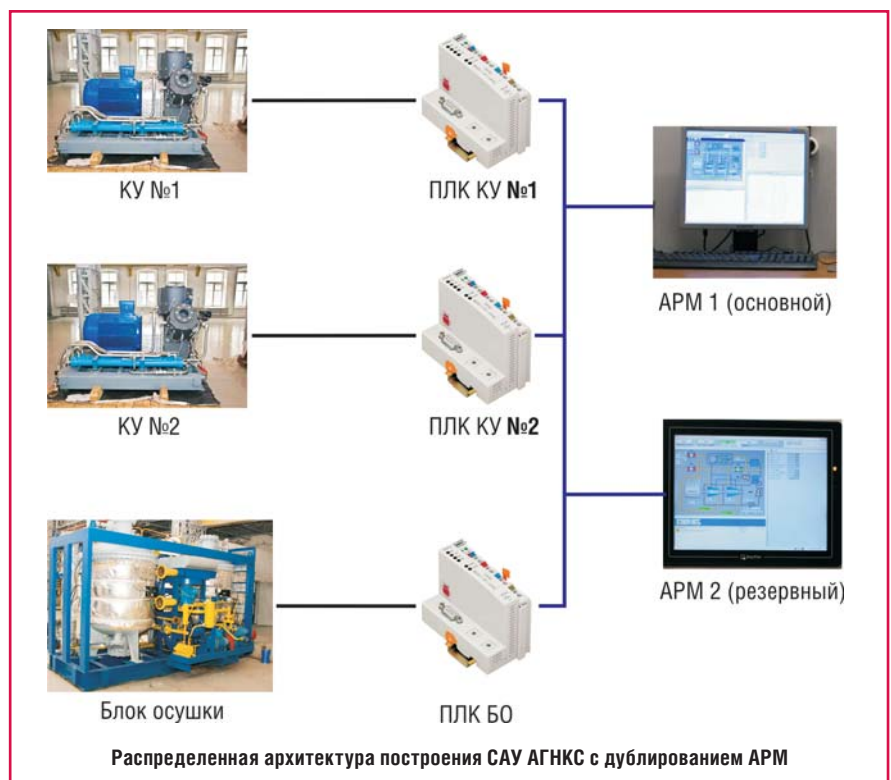 КУ №1
ПЛК КУ №1
АРМ 1 (основной)
КУ №2
ПЛК КУ №2
АРМ 2 (резервный)
Блок осушки
ПЛК БО
Распределенная архитектура построения САУ АГНКС с дублированием АРМ